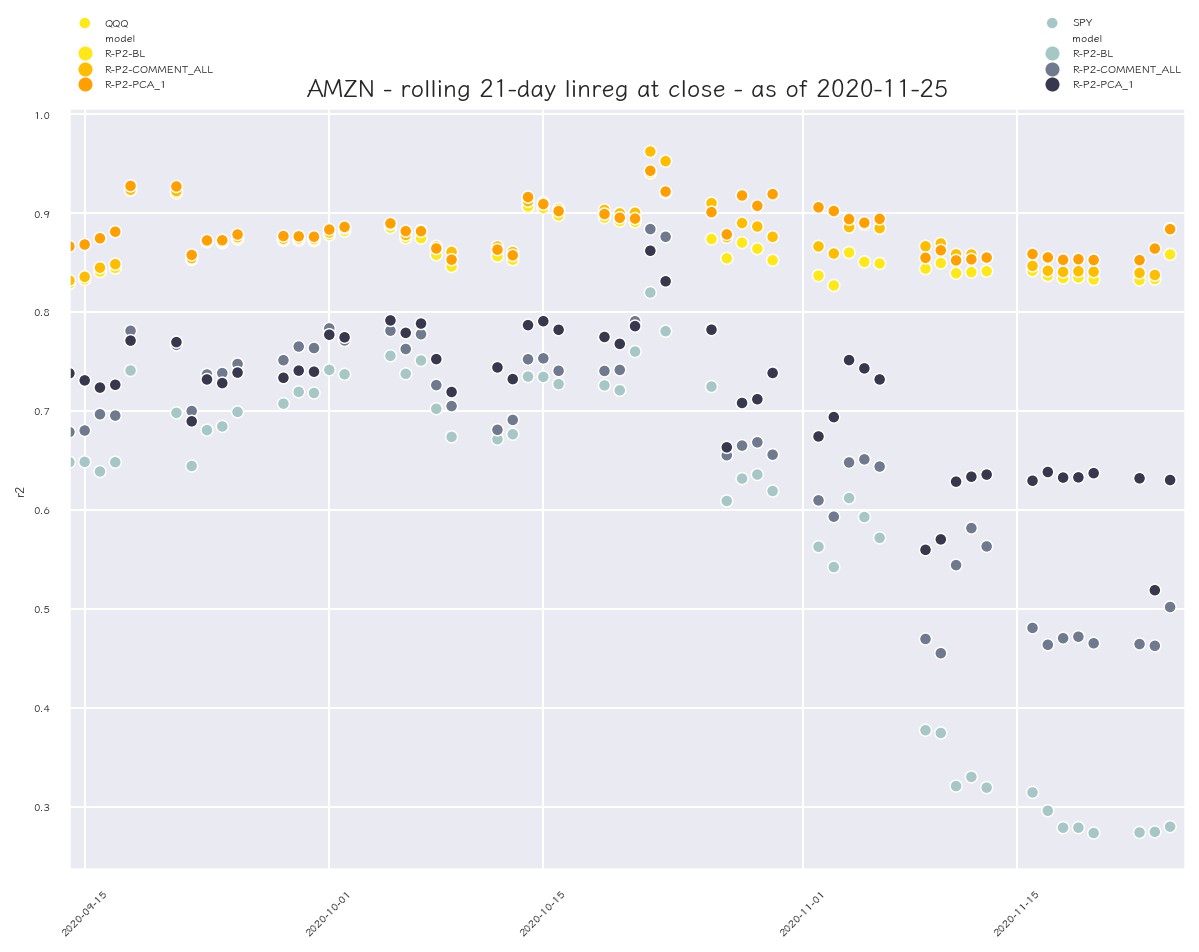 QQQ
model
R-P2-BL
R-P2-COMMENT_ALL
R-P2-PCA_1
SPY
model
R-P2-BL
R-P2-COMMENT_ALL
R-P2-PCA_1
AMZN - rolling 21-day linreg at close - as of 2020-11-25
1.0
0.9
0.8
0.7
0.6
0.5
0.4
0.3
r2
2020-09-15
2020-10-01
2020-10-15
2020-11-01
2020-11-15